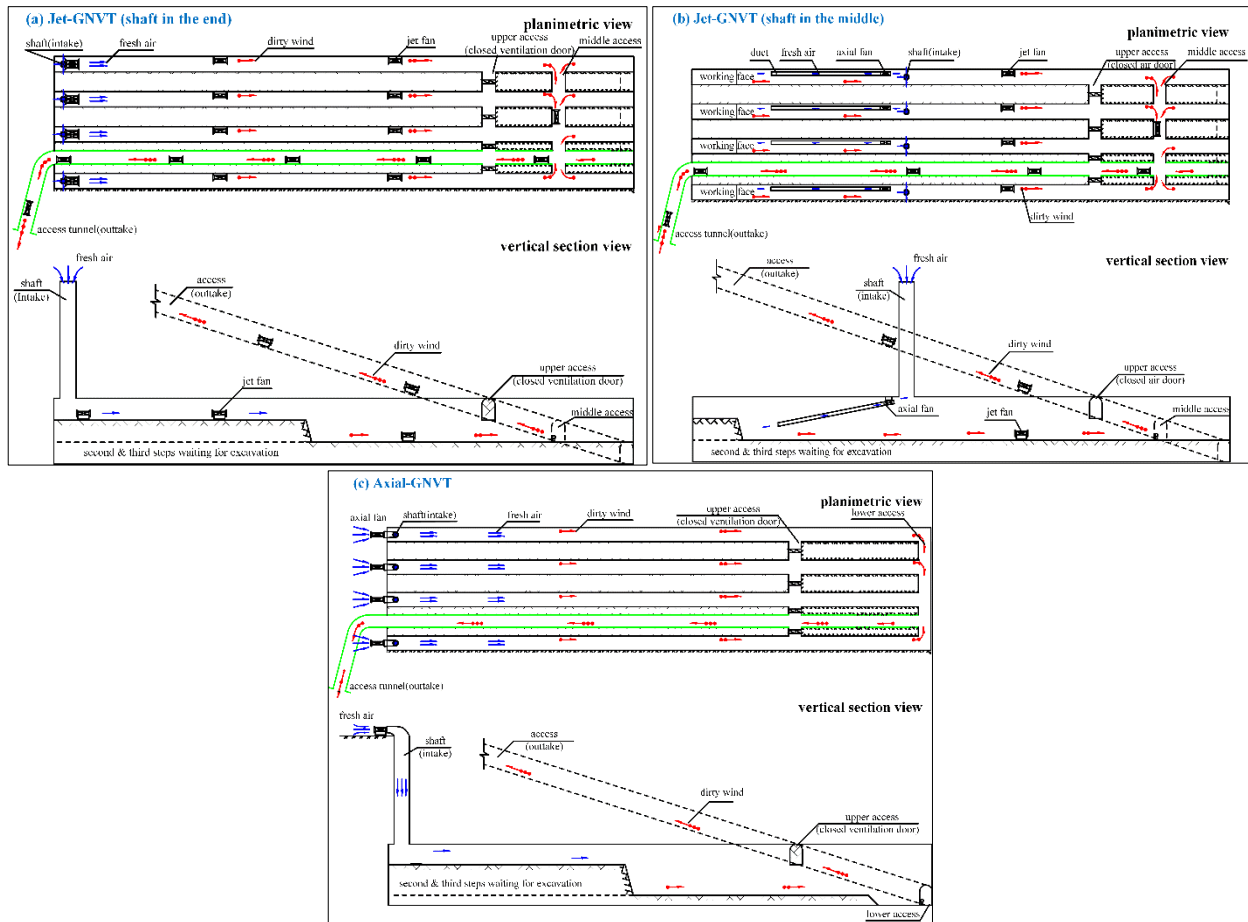 (a) Jet-GNVT (shaft in the end)
planimetric view
shaft(intake)
fresh air
dirty wind
jet fan
upper access
(closed ventilation door)
middle access
access tunnel(outtake)
vertical section view
fresh air
shaft
(Intake)
access
(outtake)
dirty wind
jet fan
upper access
(closed ventilation door)
middle access
second & third steps waiting for excavation
(b) Jet-GNVT (shaft in the middle)
planimetric view
duct
fresh air
axial fan
shaft(intake)
jet fan
upper access
(closed air door)
middle access
working face
working face
working face
working face
access tunnel(outtake)
dirty wind
vertical section view
fresh air
access
(outtake)
shaft
(intake)
dirty wind
upper access
(closed air door)
axial fan
jet fan
middle access
second & third steps waiting for excavation
(c) Axial-GNVT
planimetric view
axial fan
shaft(intake)
fresh air
dirty wind
upper access
(closed ventilation door)
lower access
access tunnel(outtake)
vertical section view
fresh air
shaft
(intake)
access
(outtake)
dirty wind
upper access
(closed ventilation door)
second & third steps waiting for excavation
lower access